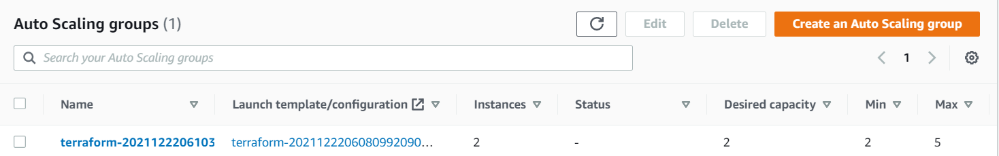 Auto Scaling groups (1)
Edit
Delete
Create an Auto Scaling group
Search your Auto Scaling groups
1
Name
Launch template/configuration
Instances
Status
Desired capacity
Min
Max
terraform-2021122206103
terraform-2021122206080992090...
2
-
2
2
5